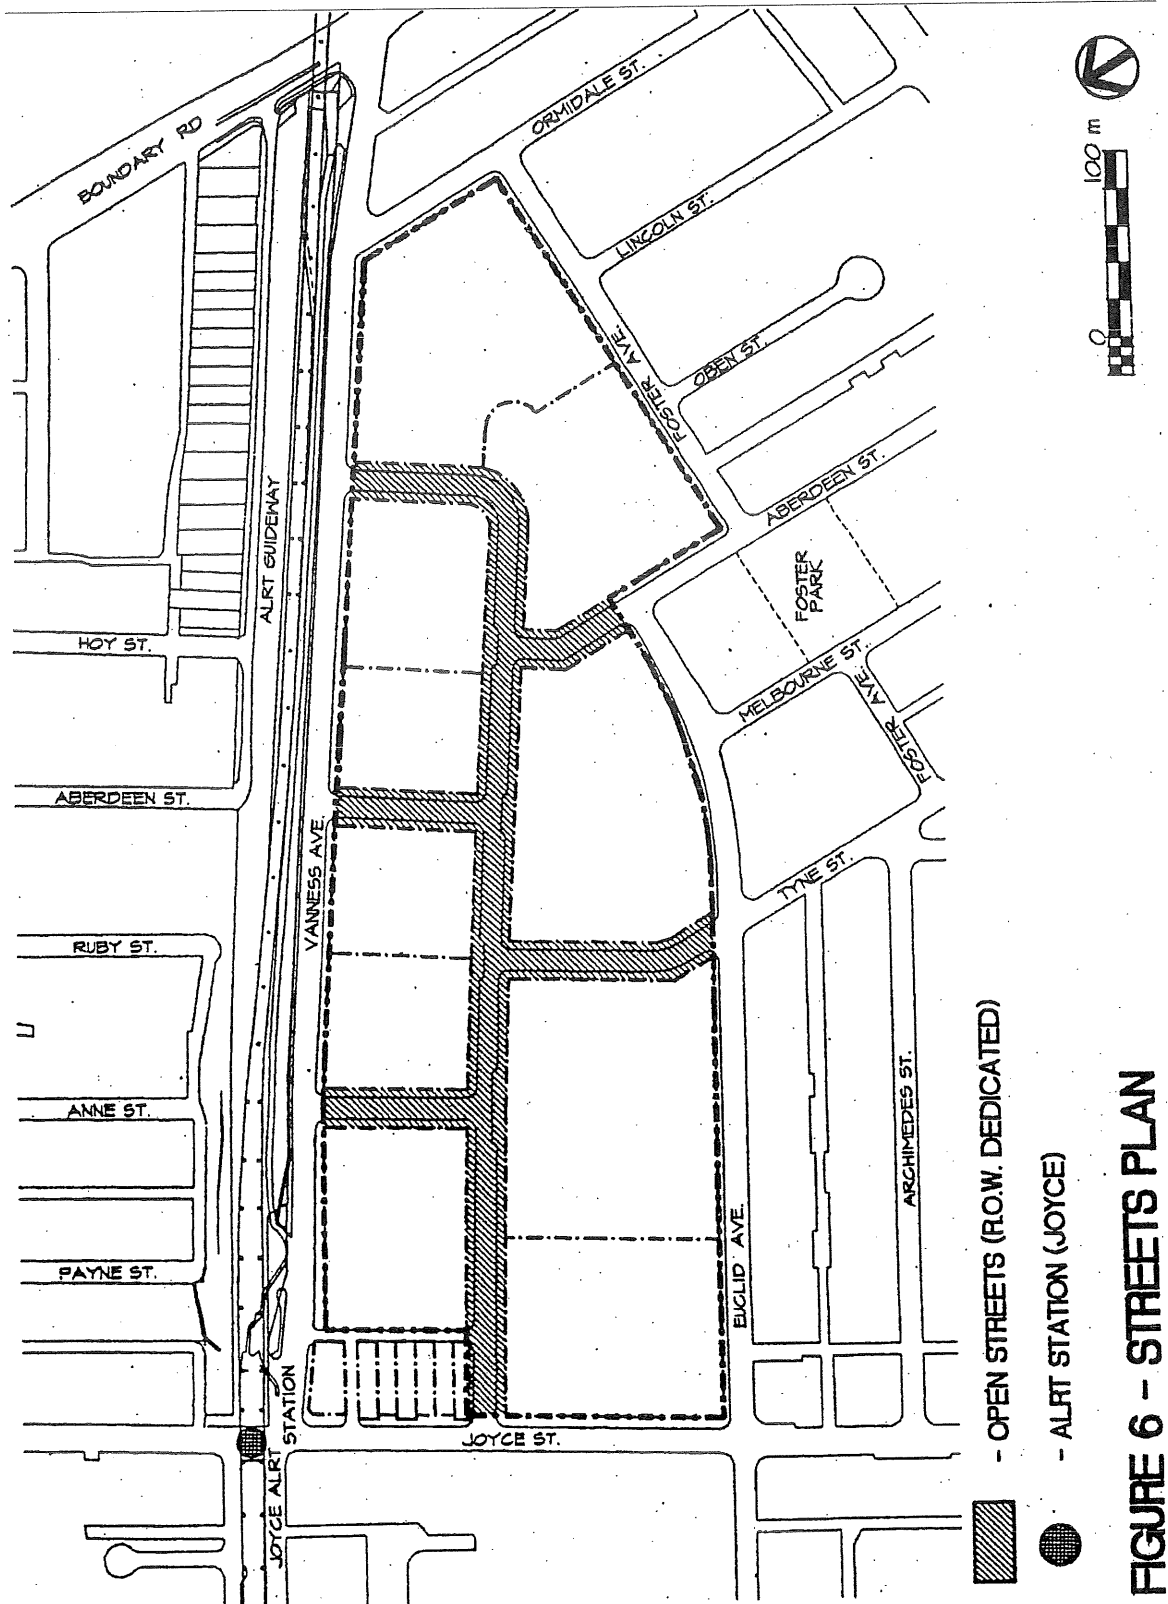 BOUNDARY RD
ORMIDALE ST.
LINCOLN ST.
FOSTER AVE.
OBEN ST.
ABERDEEN ST.
FOSTER
PARK
MELBOURNE ST.
FOSTER AVE.
TYNE ST.
ALRT GUIDEWAY
HOY ST.
ABERDEEN ST.
VANNESS AVE.
RUBY ST.
ANNE ST.
PAYNE ST.
JOYCE ALRT STATION
JOYCE ST.
EUCLID AVE.
ARCHIMEDES ST.
0 100 m
- OPEN STREETS (R.O.W. DEDICATED)
- ALRT STATION (JOYCE)
FIGURE 6 - STREETS PLAN